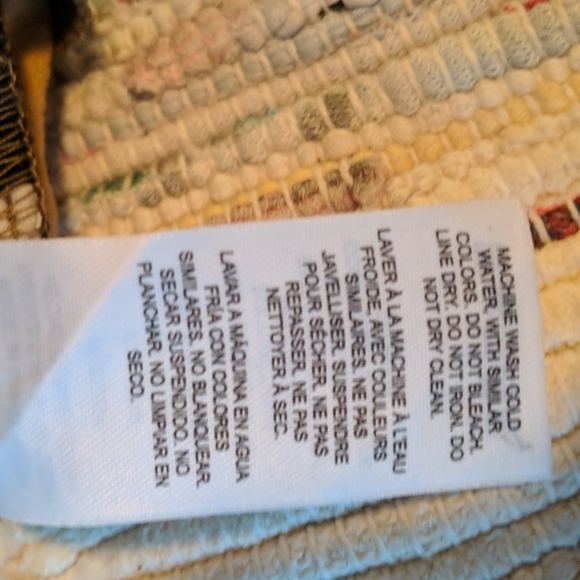 MACHINE WASH COLD
WATER, WITH SIMILAR
COLORS. DO NOT BLEACH.
LINE DRY. DO NOT IRON. DO
NOT DRY CLEAN.
LAVER À LA MACHINE À L'EAU
FROIDE, AVEC COULEURS
SIMILAIRES. NE PAS
JAVELLISER. SUSPENDRE
POUR SÉCHER. NE PAS
REPASSER. NE PAS
NETTOYER À SEC.
LAVAR A MÁQUINA EN AGUA
FRÍA CON COLORES
SIMILARES. NO BLANQUEAR.
SECAR SUSPENDIDO. NO
PLANCHAR. NO LIMPIAR EN
SECO.